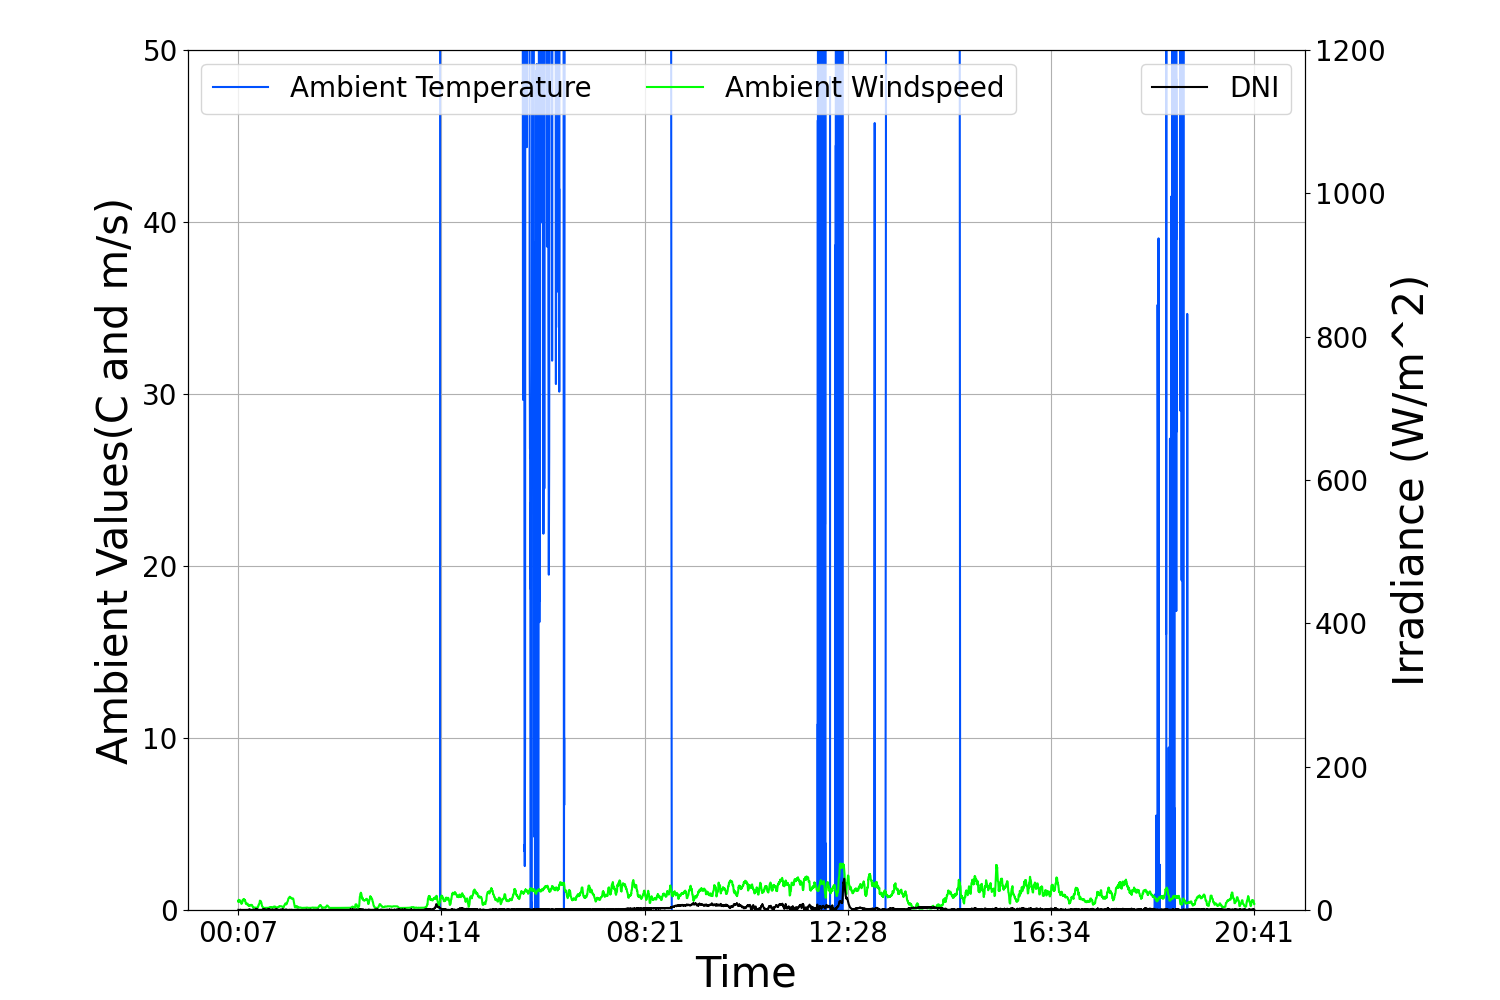 Ambient Temperature Ambient Windspeed DNI
50
40
30
20
10
0
Ambient Values(C and m/s)
1200
1000
800
600
400
200
0
Irradiance (W/m^2)
00:07 04:14 08:21 12:28 16:34 20:41
Time